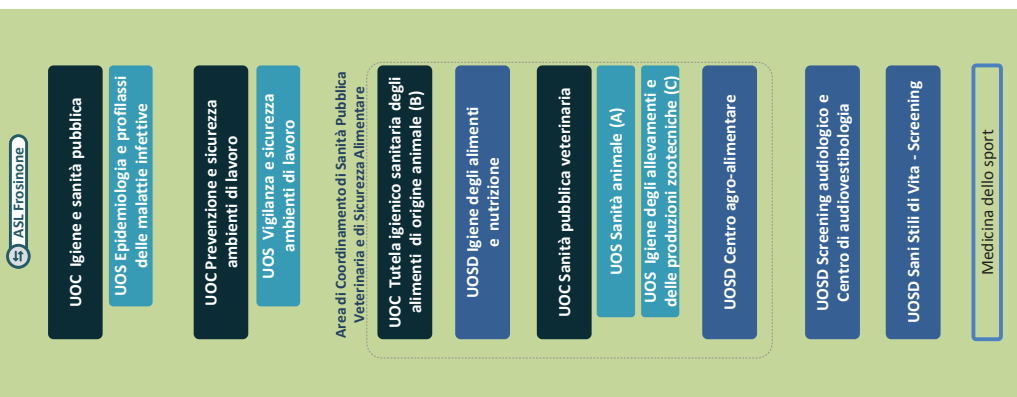 ASL Frosinone
UOC Igiene e sanità pubblica
UOS Epidemiologia e profilassi
delle malattie infettive
UOC Prevenzione e sicurezza
ambienti di lavoro
UOS Vigilanza e sicurezza
ambienti di lavoro
Area di Coordinamento di Sanità Pubblica
Veterinaria e di Sicurezza Alimentare
UOC Tutela igienico sanitaria degli
alimenti di origine animale (B)
UOSD Igiene degli alimenti
e nutrizione
UOC Sanità pubblica veterinaria
UOS Sanità animale (A)
UOS Igiene degli allevamenti e
delle produzioni zootecniche (C)
UOSD Centro agro-alimentare
UOSD Screening audiologico e
Centro di audiovestibologia
UOSD Sani Stili di Vita - Screening
Medicina dello sport